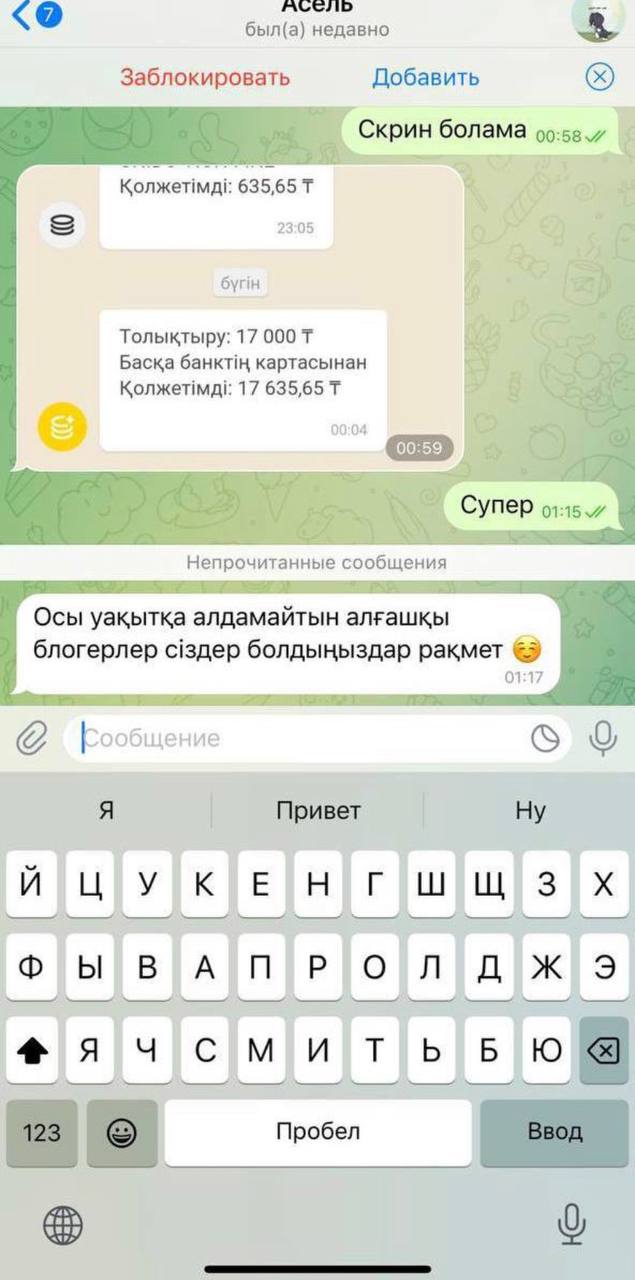 7
Асель
был(а) недавно
Заблокировать
Добавить
Скрин болама 00:58
Қолжетімді: 635,65 ₸
23:05
бүгін
Толықтыру: 17 000 ₸
Басқа банктің картасынан
Қолжетімді: 17 635,65 ₸
00:04
00:59
Супер 01:15
Непрочитанные сообщения
Осы уақытқа алдамайтын алғашқы
блогерлер сіздер болдыңыздар рақмет
01:17
Сообщение
Я Привет Ну
Й Ц У К Е Н Г Ш Щ З Х
Ф Ы В А П Р О Л Д Ж Э
Я Ч С М И Т Ь Б Ю
123 Пробел Ввод